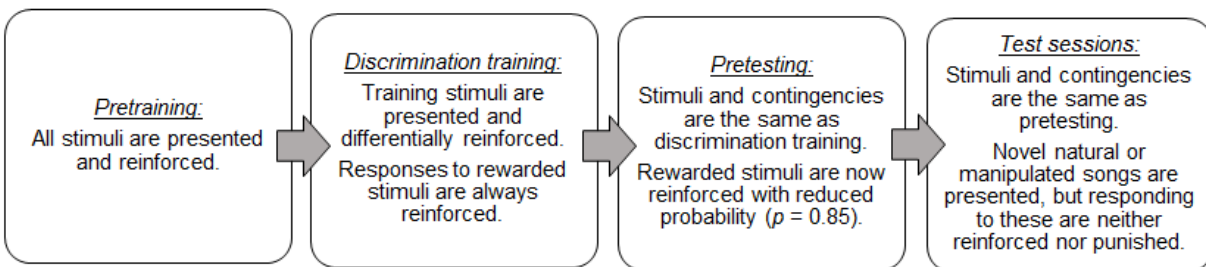 Pretraining:
All stimuli are presented
and reinforced.
Discrimination training:
Training stimuli are
presented and
differentially reinforced.
Responses to rewarded
stimuli are always
reinforced.
Pretesting:
Stimuli and contingencies
are the same as
discrimination training.
Rewarded stimuli are now
reinforced with reduced
probability (p = 0.85).
Test sessions:
Stimuli and contingencies
are the same as
pretesting.
Novel natural or
manipulated songs are
presented, but responding
to these are neither
reinforced nor punished.